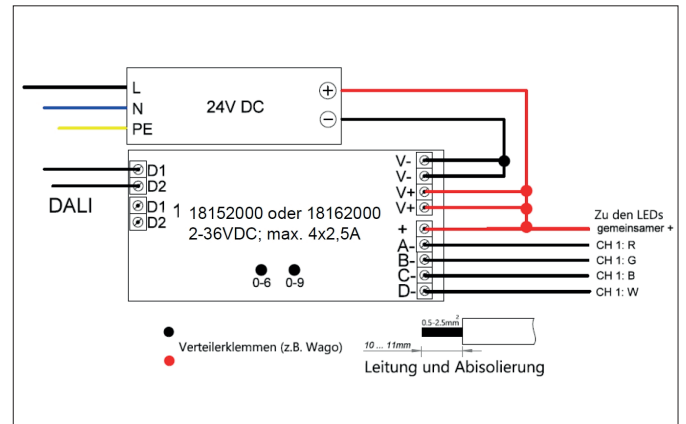 L
N
PE
24V DC
+
−
DALI
D1
D2
D1
D2
1 18152000 oder 18162000
2-36VDC; max. 4x2,5A
0-6 0-9
V-
V-
V+
V+
+
A-
B-
C-
D-
Zu den LEDs
gemeinsamer +
CH 1: R
CH 1: G
CH 1: B
CH 1: W
Verteilerklemmen (z.B. Wago)
0.5-2.5mm²
10 ... 11mm
Leitung und Abisolierung